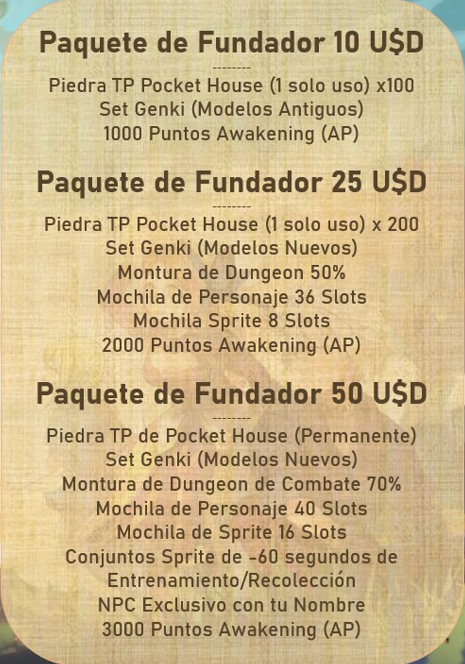 Paquete de Fundador 10 U$D
--------
Piedra TP Pocket House (1 solo uso) x100
Set Genki (Modelos Antiguos)
1000 Puntos Awakening (AP)
Paquete de Fundador 25 U$D
--------
Piedra TP Pocket House (1 solo uso) x 200
Set Genki (Modelos Nuevos)
Montura de Dungeon 50%
Mochila de Personaje 36 Slots
Mochila Sprite 8 Slots
2000 Puntos Awakening (AP)
Paquete de Fundador 50 U$D
--------
Piedra TP de Pocket House (Permanente)
Set Genki (Modelos Nuevos)
Montura de Dungeon de Combate 70%
Mochila de Personaje 40 Slots
Mochila de Sprite 16 Slots
Conjuntos Sprite de -60 segundos de
Entrenamiento/Recolección
NPC Exclusivo con tu Nombre
3000 Puntos Awakening (AP)